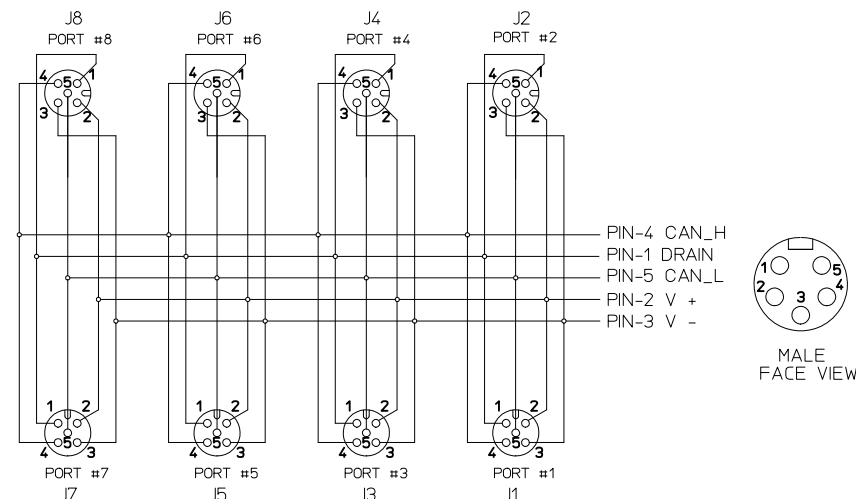 J8 J6 J4 J2
PORT #8 PORT #6 PORT #4 PORT #2
4 5 1 4 5 1 4 5 1 4 5 1
3 2 3 2 3 2 3 2
PIN-4 CAN_H
PIN-1 DRAIN
PIN-5 CAN_L
PIN-2 V +
PIN-3 V -
1 5
2 3 4
MALE
FACE VIEW
1 2 1 2 1 2 1 2
4 5 3 4 5 3 4 5 3 4 5 3
PORT #7 PORT #5 PORT #3 PORT #1
J7 J5 J3 J1